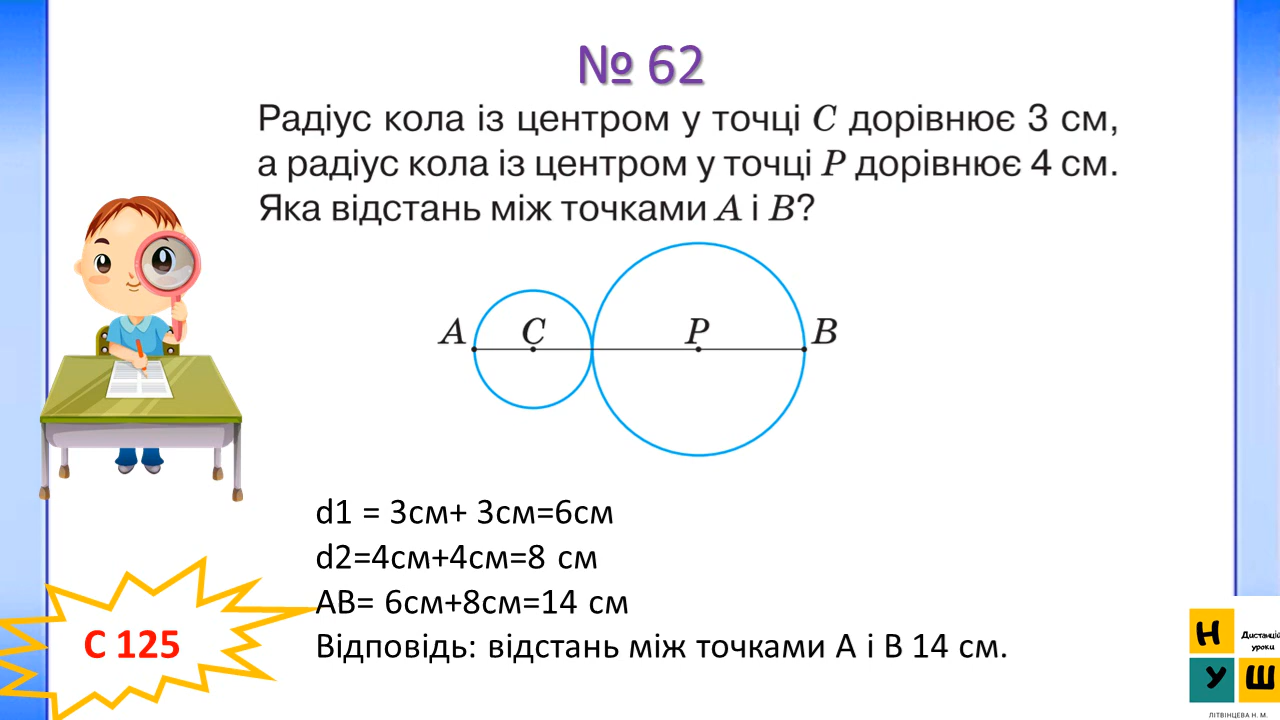 № 62
Радіус кола із центром у точці C дорівнює 3 см,
а радіус кола із центром у точці P дорівнює 4 см.
Яка відстань між точками A і B?
A C P B
d1 = 3см+ 3см=6см
d2=4см+4см=8 см
АВ= 6см+8см=14 см
Відповідь: відстань між точками А і В 14 см.
С 125
Н
Дистанцій
уроки
У Ш
ЛІТВІНЦЕВА Н. М.